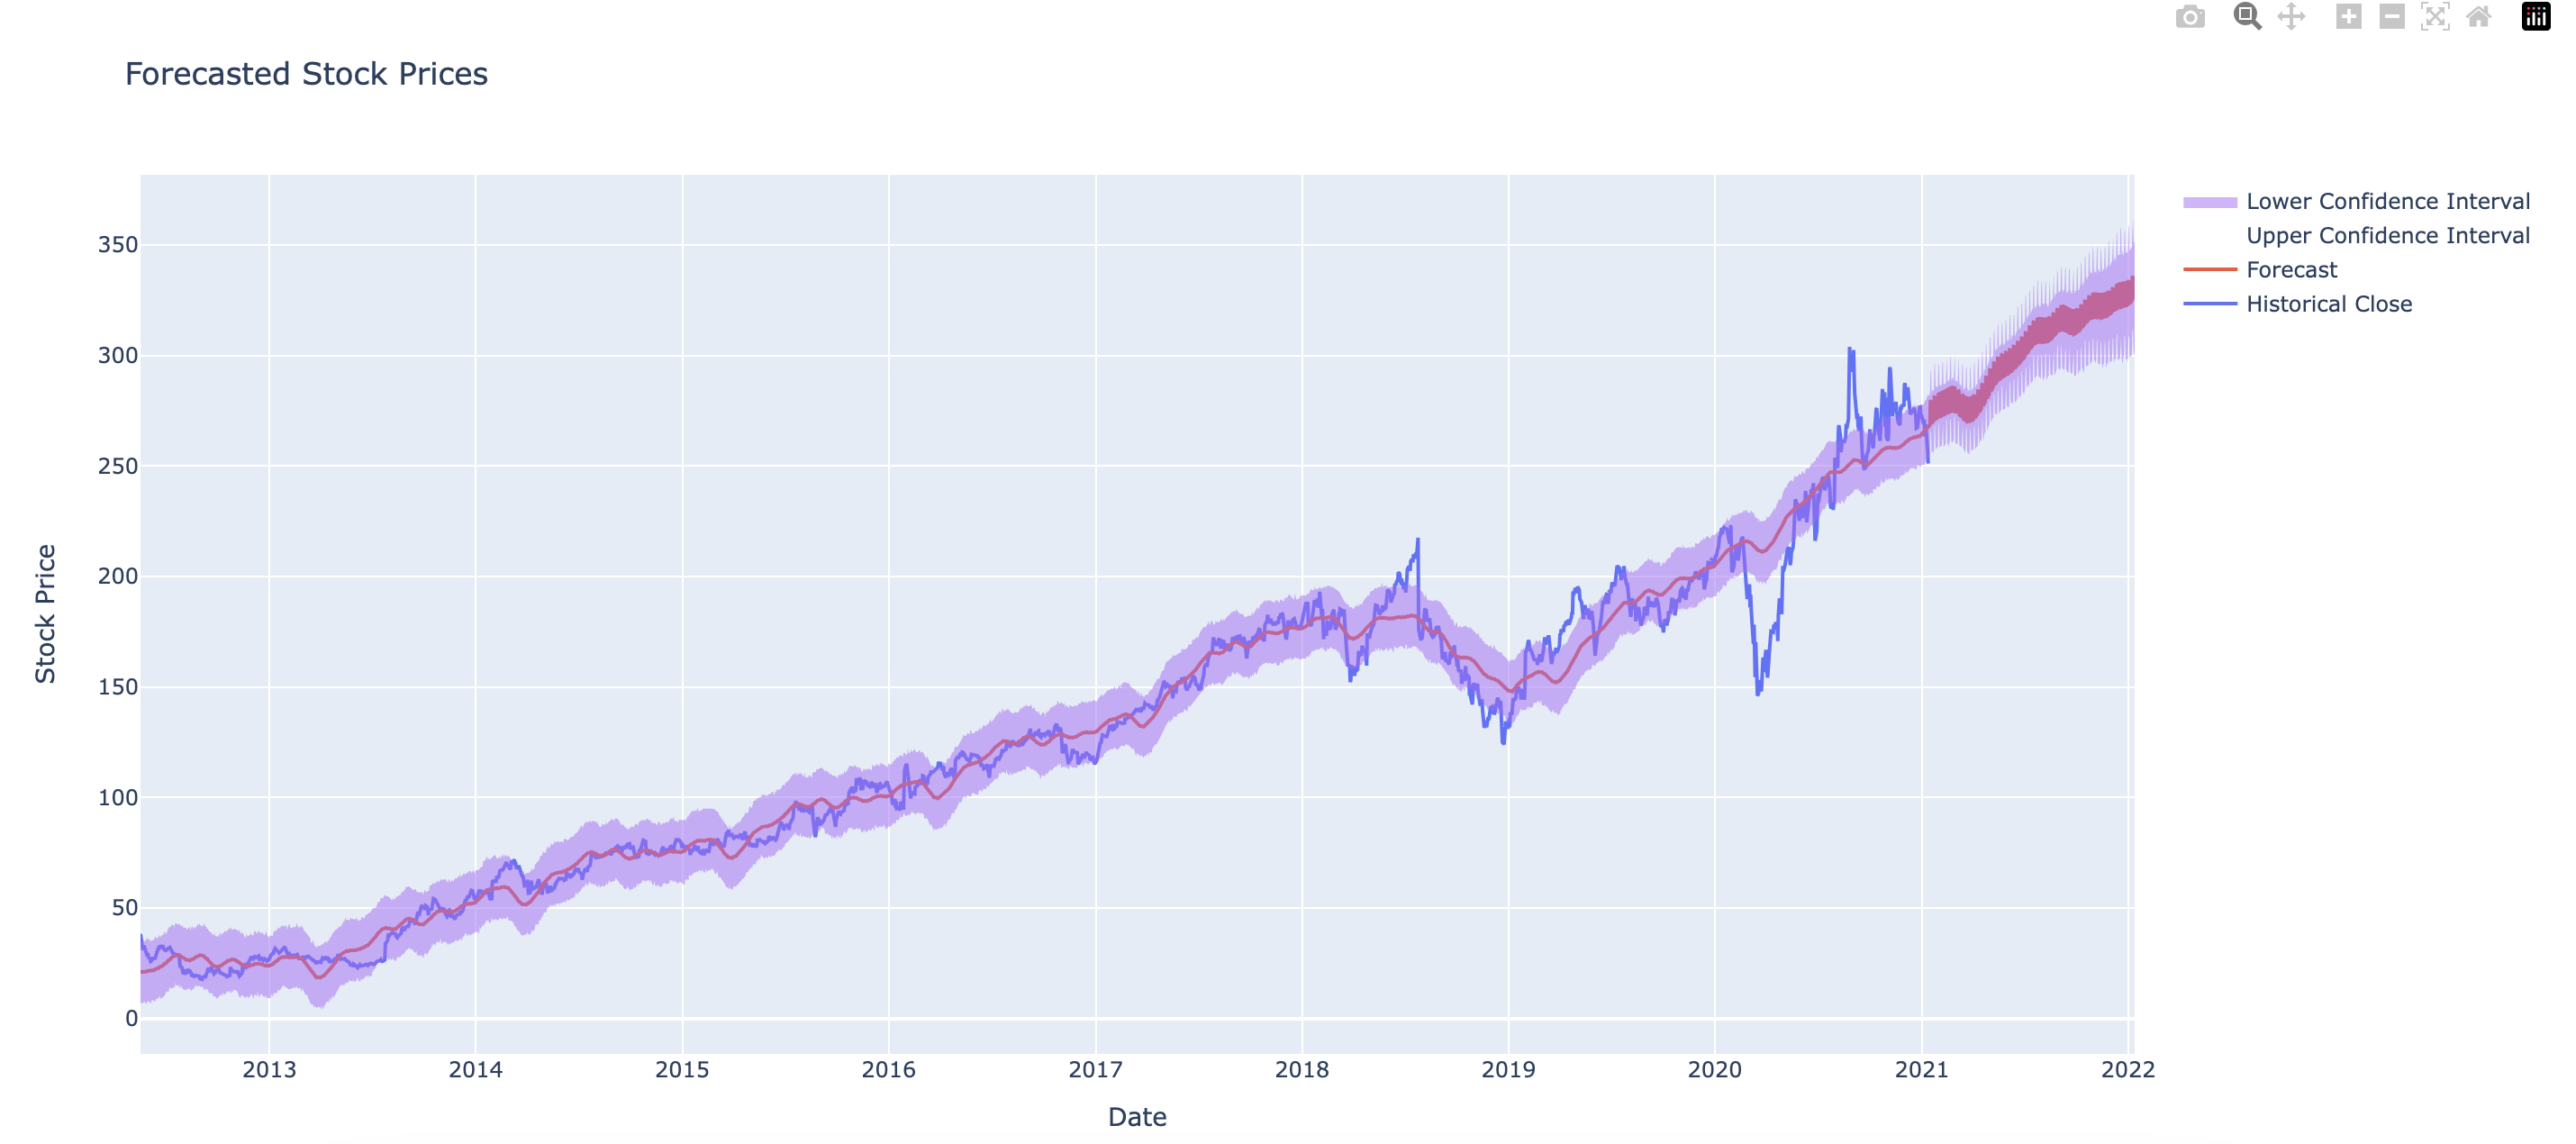 Forecasted Stock Prices
Lower Confidence Interval
Upper Confidence Interval
Forecast
Historical Close
350
300
250
200
150
100
50
0
Stock Price
2013 2014 2015 2016 2017 2018 2019 2020 2021 2022
Date